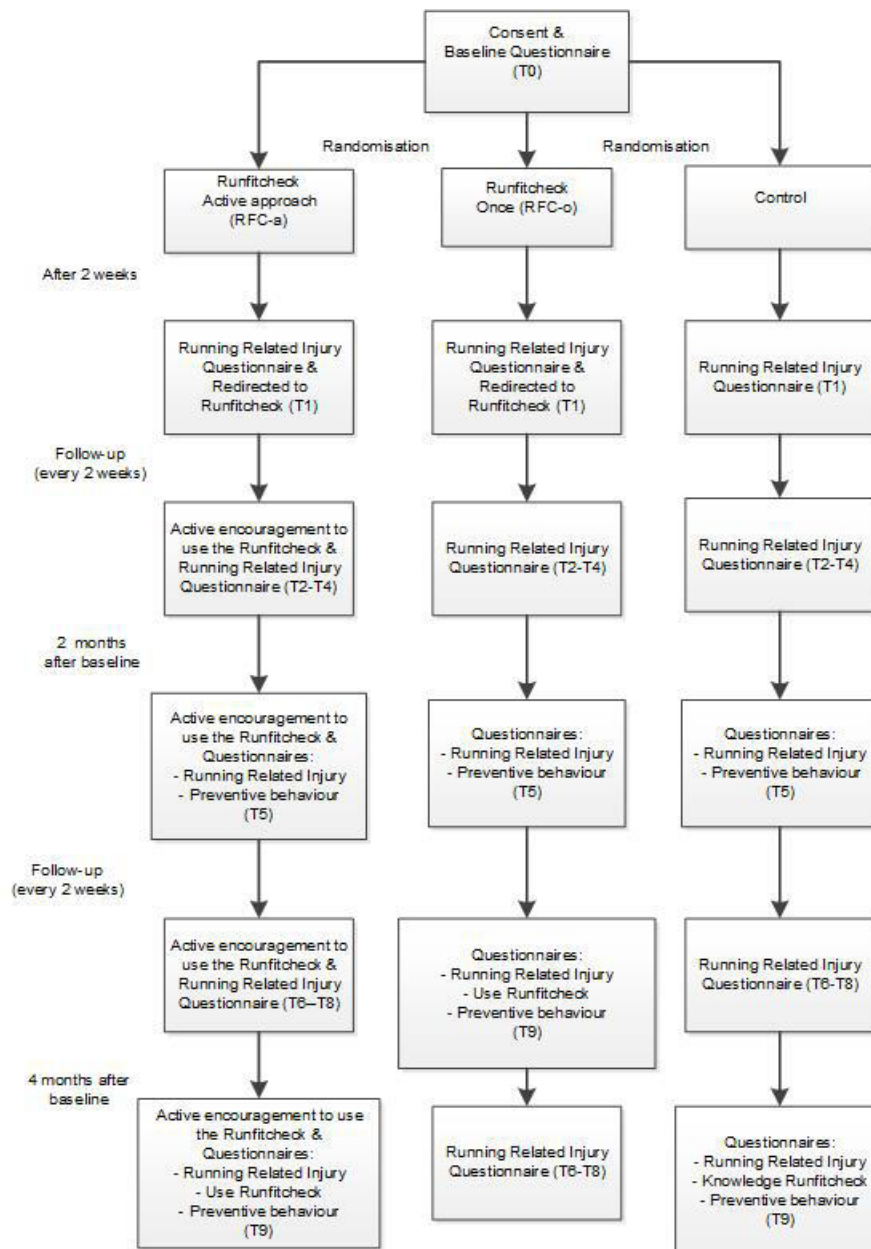 Consent &
Baseline Questionnaire
(T0)
Randomisation
Randomisation
Runfitcheck
Active approach
(RFC-a)
Runfitcheck
Once (RFC-o)
Control
After 2 weeks
Running Related Injury
Questionnaire &
Redirected to
Runfitcheck (T1)
Running Related Injury
Questionnaire &
Redirected to
Runfitcheck (T1)
Running Related Injury
Questionnaire (T1)
Follow-up
(every 2 weeks)
Active encouragement to
use the Runfitcheck &
Running Related Injury
Questionnaire (T2-T4)
Running Related Injury
Questionnaire (T2-T4)
Running Related Injury
Questionnaire (T2-T4)
2 months
after baseline
Active encouragement to
use the Runfitcheck &
Questionnaires:
- Running Related Injury
- Preventive behaviour
(T5)
Questionnaires:
- Running Related Injury
- Preventive behaviour
(T5)
Questionnaires:
- Running Related Injury
- Preventive behaviour
(T5)
Follow-up
(every 2 weeks)
Active encouragement to
use the Runfitcheck &
Running Related Injury
Questionnaire (T6–T8)
Questionnaires:
- Running Related Injury
- Use Runfitcheck
- Preventive behaviour
(T9)
Running Related Injury
Questionnaire (T6-T8)
4 months after
baseline
Active encouragement to use
the Runfitcheck &
Questionnaires:
- Running Related Injury
- Use Runfitcheck
- Preventive behaviour
(T9)
Running Related Injury
Questionnaire (T6-T8)
Questionnaires:
- Running Related Injury
- Knowledge Runfitcheck
- Preventive behaviour
(T9)